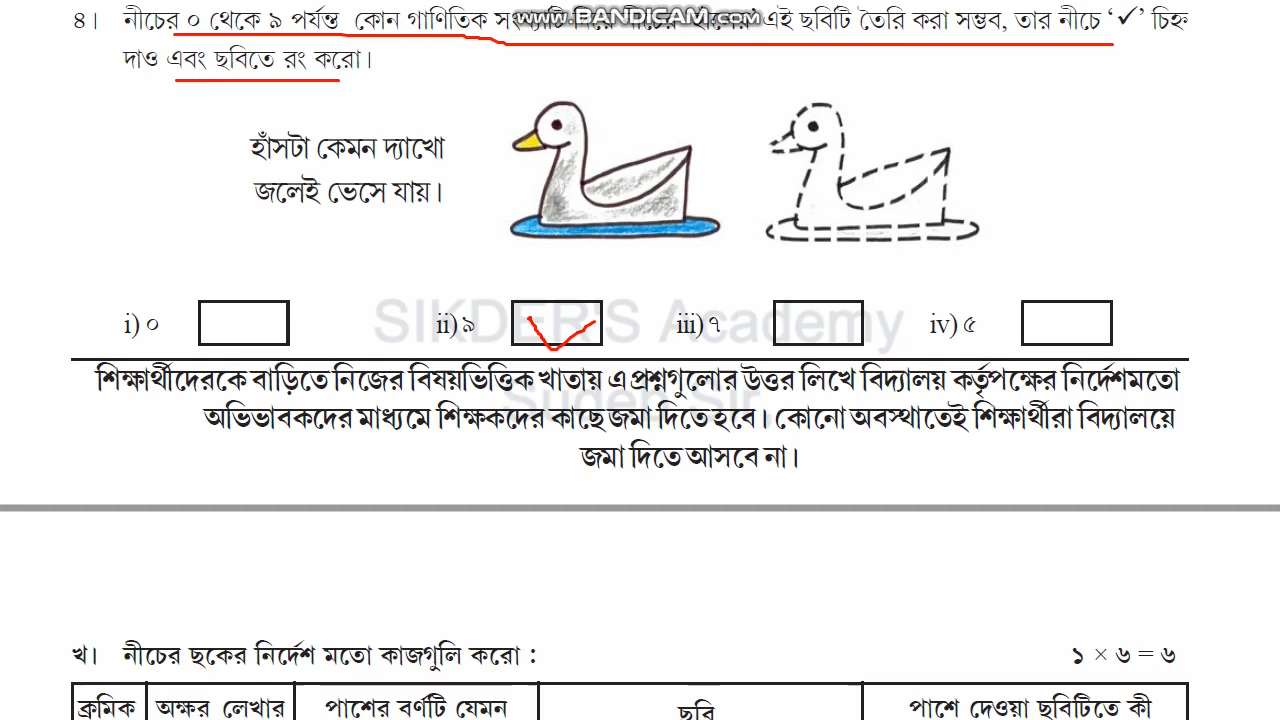 www.BANDICAM.com
৪। নীচের ০ থেকে ৯ পর্যন্ত কোন গাণিতিক এই ছবিটি তৈরি করা সম্ভব, তার নীচে ‘✓’ চিহ্ন
দাও এবং ছবিতে রং করো।
হাঁসটা কেমন দ্যাখো
জলেই ভেসে যায়।
SIKDER'S Academy
i) ০ ii) ৯ iii) ৭ iv) ৫
শিক্ষার্থীদেরকে বাড়িতে নিজের বিষয়ভিত্তিক খাতায় এ প্রশ্নগুলোর উত্তর লিখে বিদ্যালয় কর্তৃপক্ষের নির্দেশমতো
Sudeb Sir.
অভিভাবকদের মাধ্যমে শিক্ষকদের কাছে জমা দিতে হবে। কোনো অবস্থাতেই শিক্ষার্থীরা বিদ্যালয়ে
জমা দিতে আসবে না।
খ। নীচের ছকের নির্দেশ মতো কাজগুলি করো : ১ × ৬ = ৬
ক্রমিক অক্ষর লেখার পাশের বর্ণটি যেমন ছবি পাশে দেওয়া ছবিটিতে কী